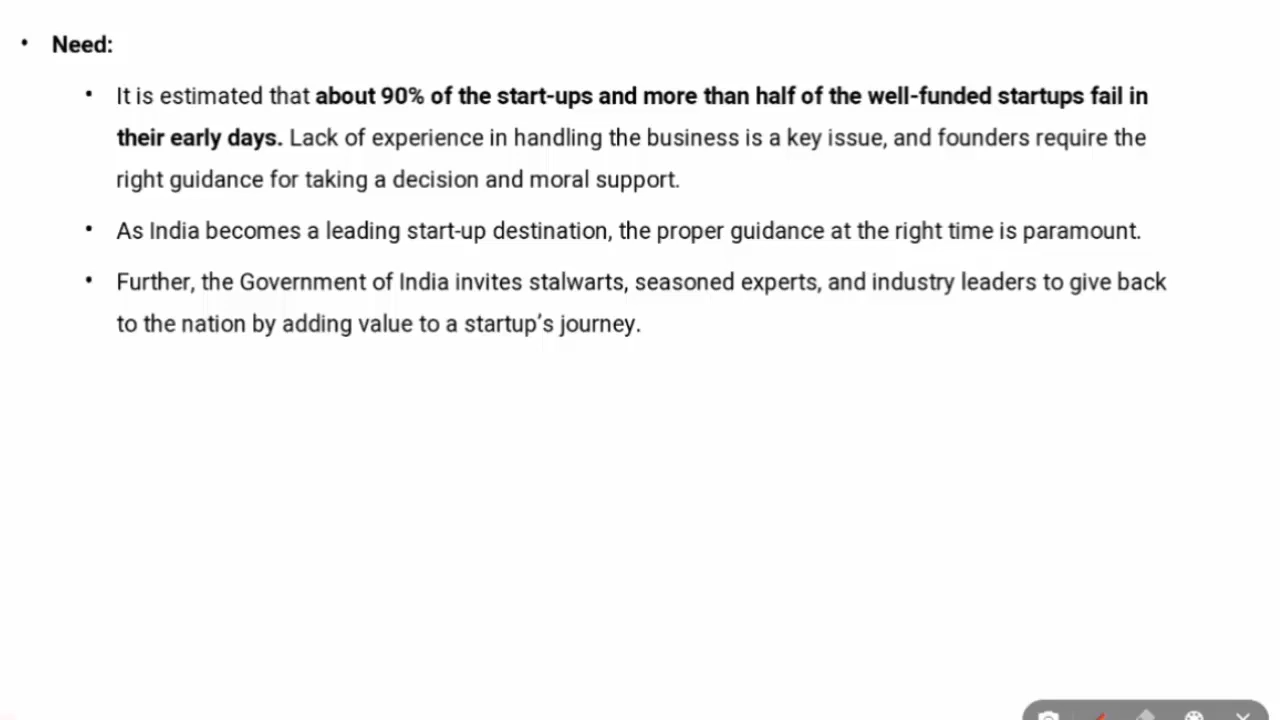 • Need:
• It is estimated that about 90% of the start-ups and more than half of the well-funded startups fail in
their early days. Lack of experience in handling the business is a key issue, and founders require the
right guidance for taking a decision and moral support.
• As India becomes a leading start-up destination, the proper guidance at the right time is paramount.
• Further, the Government of India invites stalwarts, seasoned experts, and industry leaders to give back
to the nation by adding value to a startup’s journey.